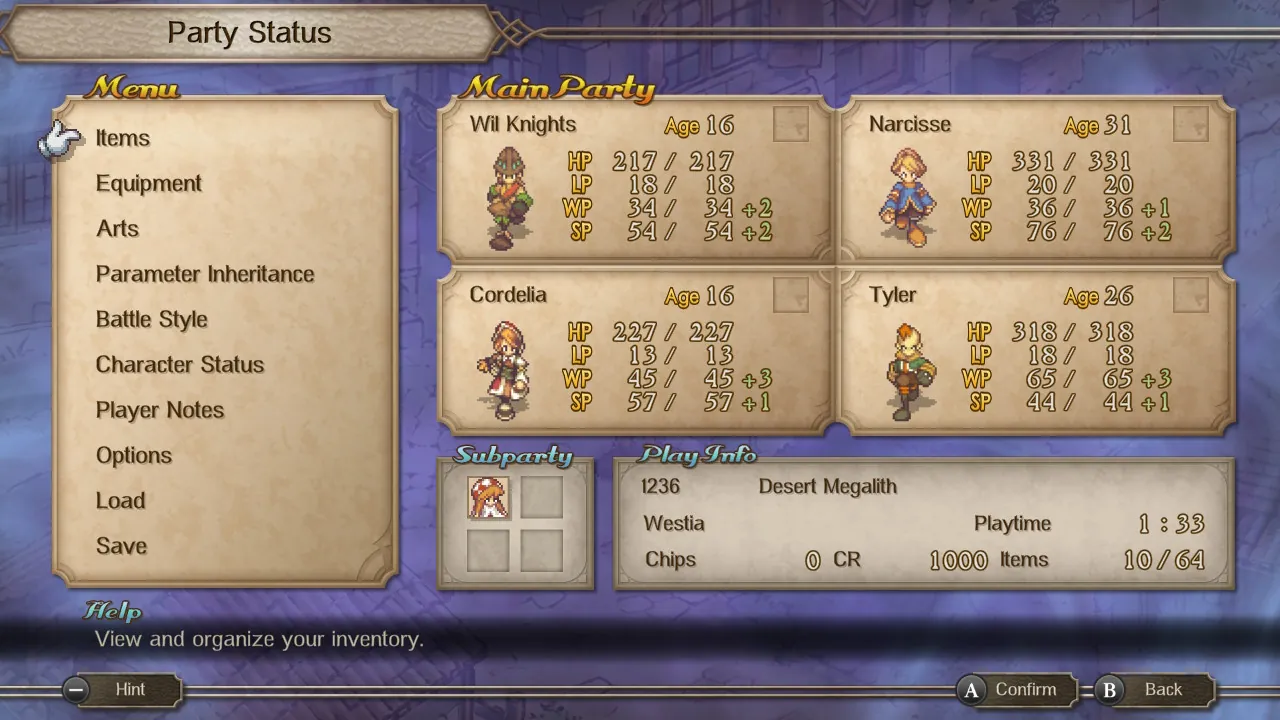 Party Status
Menu
Items
Equipment
Arts
Parameter Inheritance
Battle Style
Character Status
Player Notes
Options
Load
Save
Main Party
Wil Knights Age 16
HP 217 / 217
LP 18 / 18
WP 34 / 34 +2
SP 54 / 54 +2
Narcisse Age 31
HP 331 / 331
LP 20 / 20
WP 36 / 36 +1
SP 76 / 76 +2
Cordelia Age 16
HP 227 / 227
LP 13 / 13
WP 45 / 45 +3
SP 57 / 57 +1
Tyler Age 26
HP 318 / 318
LP 18 / 18
WP 65 / 65 +3
SP 44 / 44 +1
Subparty
Play Info
1236 Desert Megalith
Westia Playtime 1 : 33
Chips 0 CR 1000 Items 10 / 64
Help
View and organize your inventory.
− Hint A Confirm B Back